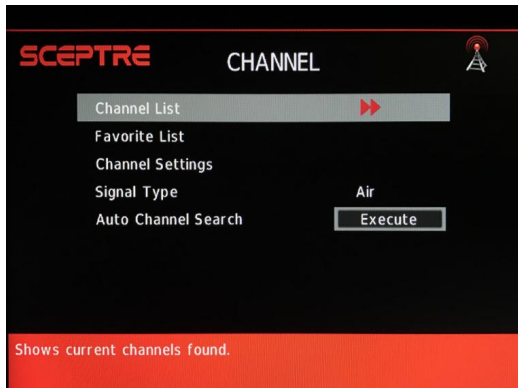 SCEPTRE
CHANNEL
Channel List
Favorite List
Channel Settings
Signal Type Air
Auto Channel Search Execute
Shows current channels found.